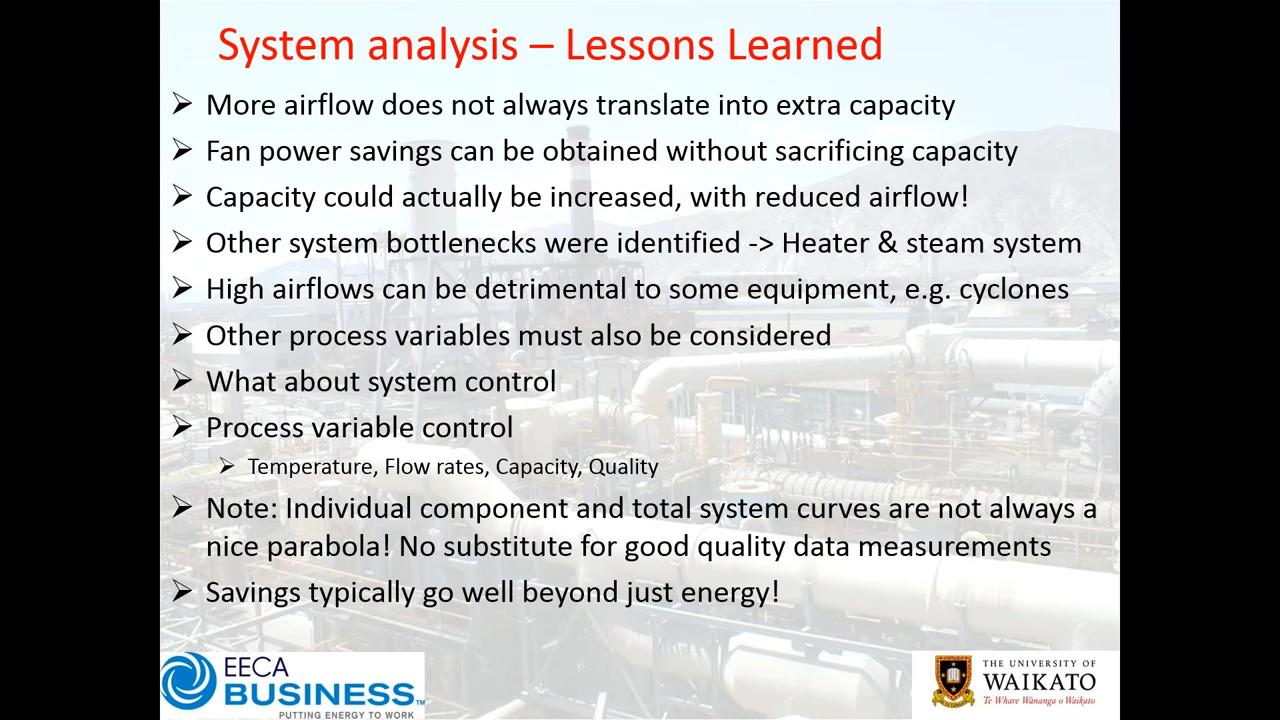 System analysis – Lessons Learned
➢ More airflow does not always translate into extra capacity
➢ Fan power savings can be obtained without sacrificing capacity
➢ Capacity could actually be increased, with reduced airflow!
➢ Other system bottlenecks were identified -> Heater & steam system
➢ High airflows can be detrimental to some equipment, e.g. cyclones
➢ Other process variables must also be considered
➢ What about system control
➢ Process variable control
➢ Temperature, Flow rates, Capacity, Quality
➢ Note: Individual component and total system curves are not always a
nice parabola! No substitute for good quality data measurements
➢ Savings typically go well beyond just energy!
EECA
BUSINESS™
PUTTING ENERGY TO WORK
THE UNIVERSITY OF
WAIKATO
Te Whare Wānanga o Waikato